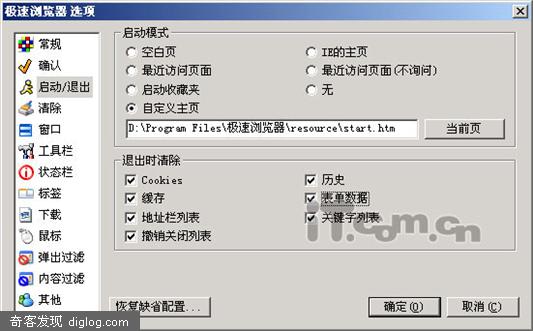 极速浏览器 选项
常规
确认
启动/退出
清除
窗口
工具栏
状态栏
标签
下载
鼠标
弹出过滤
内容过滤
其他
启动模式
空白页
IE的主页
最近访问页面
最近访问页面(不询问)
启动收藏夹
无
自定义主页
D:\Program Files\极速浏览器\resource\start.htm
当前页
退出时清除
Cookies
历史
缓存
表单数据
地址栏列表
关键字列表
撤销关闭列表
IT.com.cn
恢复缺省配置...
确定(O)
取消(C)
奇客发现 diglog.com